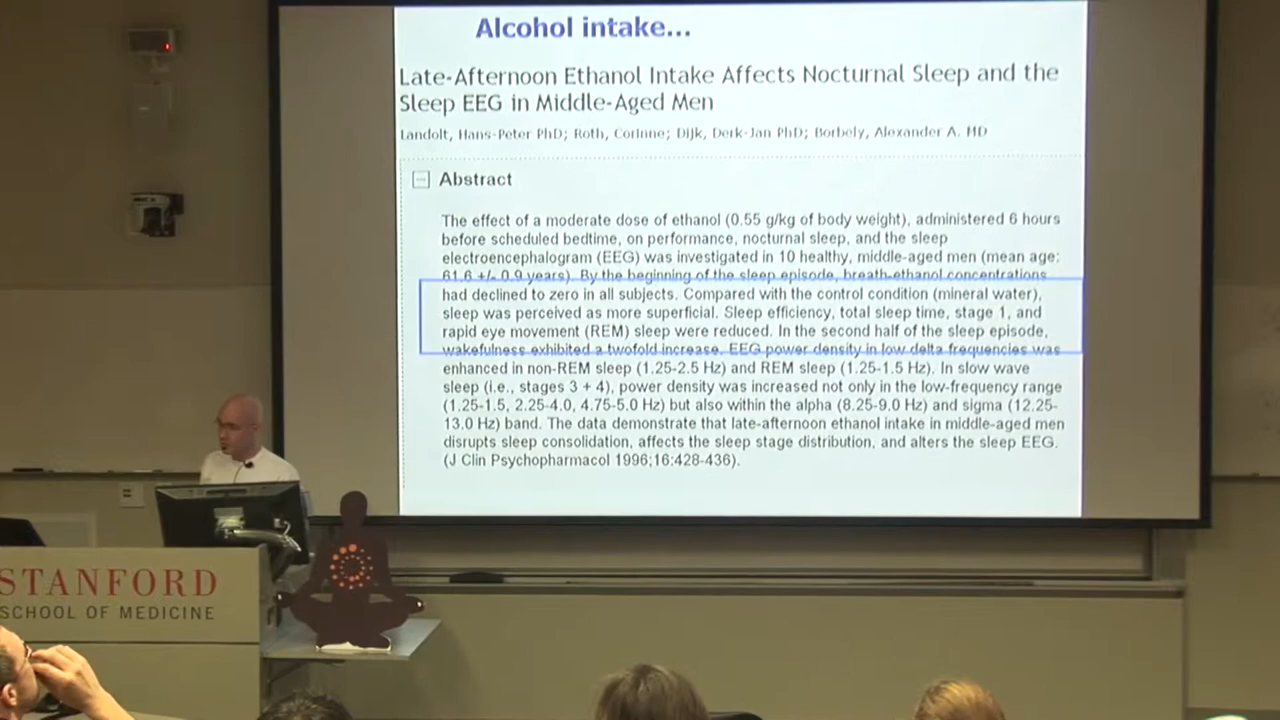 Alcohol intake...
Late-Afternoon Ethanol Intake Affects Nocturnal Sleep and the
Sleep EEG in Middle-Aged Men
Landolt, Hans-Peter PhD; Roth, Corinne; Dijk, Derk-Jan PhD; Borbely, Alexander A. MD
Abstract
The effect of a moderate dose of ethanol (0.55 g/kg of body weight), administered 6 hours
before scheduled bedtime, on performance, nocturnal sleep, and the sleep
electroencephalogram (EEG) was investigated in 10 healthy, middle-aged men (mean age:
61.6 +/- 0.9 years). By the beginning of the sleep episode, breath-ethanol concentrations
had declined to zero in all subjects. Compared with the control condition (mineral water),
sleep was perceived as more superficial. Sleep efficiency, total sleep time, stage 1, and
rapid eye movement (REM) sleep were reduced. In the second half of the sleep episode,
wakefulness exhibited a twofold increase. EEG power density in low delta frequencies was
enhanced in non-REM sleep (1.25-2.5 Hz) and REM sleep (1.25-1.5 Hz). In slow wave
sleep (i.e., stages 3 + 4), power density was increased not only in the low-frequency range
(1.25-1.5, 2.25-4.0, 4.75-5.0 Hz) but also within the alpha (8.25-9.0 Hz) and sigma (12.25-
13.0 Hz) band. The data demonstrate that late-afternoon ethanol intake in middle-aged men
disrupts sleep consolidation, affects the sleep stage distribution, and alters the sleep EEG.
(J Clin Psychopharmacol 1996;16:428-436).
STANFORD
SCHOOL OF MEDICINE